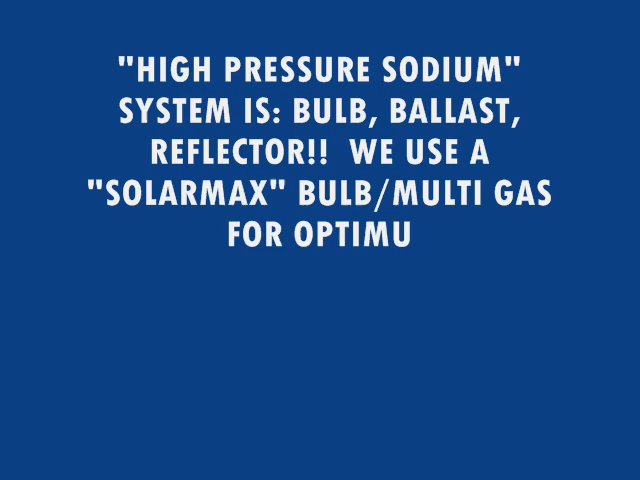 "HIGH PRESSURE SODIUM"
SYSTEM IS: BULB, BALLAST,
REFLECTOR!!  WE USE A
"SOLARMAX" BULB/MULTI GAS
FOR OPTIMU